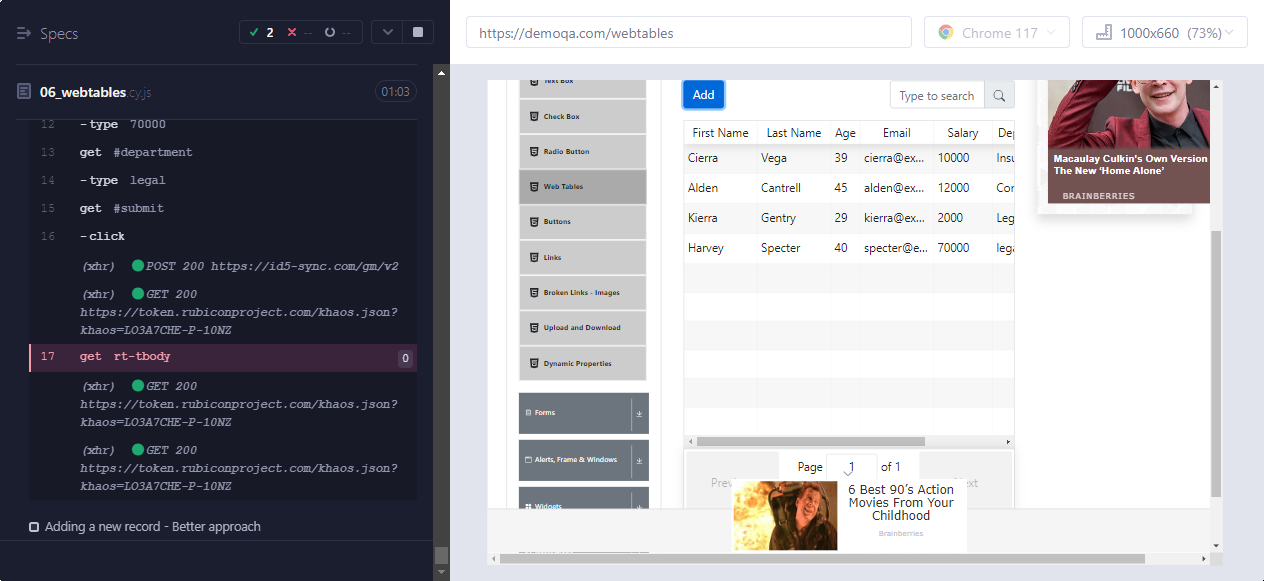 Specs
2
--
--
06_webtables.cy.js
01:03
12 -type 70000
13 get #department
14 -type legal
15 get #submit
16 -click
(xhr) POST 200 https://id5-sync.com/gm/v2
(xhr) GET 200
https://token.rubiconproject.com/khaos.json?
khaos=LO3A7CHE-P-10NZ
17 get rt-tbody 0
(xhr) GET 200
https://token.rubiconproject.com/khaos.json?
khaos=LO3A7CHE-P-10NZ
(xhr) GET 200
https://token.rubiconproject.com/khaos.json?
khaos=LO3A7CHE-P-10NZ
Adding a new record - Better approach
https://demoqa.com/webtables
Chrome 117
1000x660 (73%)
Text Box
Check Box
Radio Button
Web Tables
Buttons
Links
Broken Links - Images
Upload and Download
Dynamic Properties
Forms
Alerts, Frame & Windows
Widgets
Add
Type to search
First Name Last Name Age Email Salary Dep
Cierra Vega 39 cierra@ex... 10000 Insu
Alden Cantrell 45 alden@ex... 12000 Cor
Kierra Gentry 29 kierra@ex... 2000 Leg
Harvey Specter 40 specter@e... 70000 lega
Page 1 of 1
6 Best 90's Action
Movies From Your
Childhood
Brainberries
Macaulay Culkin's Own Version
The New ‘Home Alone’
BRAINBERRIES